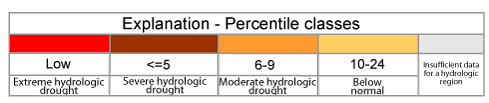 Explanation - Percentile classes
Low <=5 6-9 10-24 Insufficient data
for a hydrologic
region
Extreme hydrologic Severe hydrologic Moderate hydrologic Below
drought drought drought normal